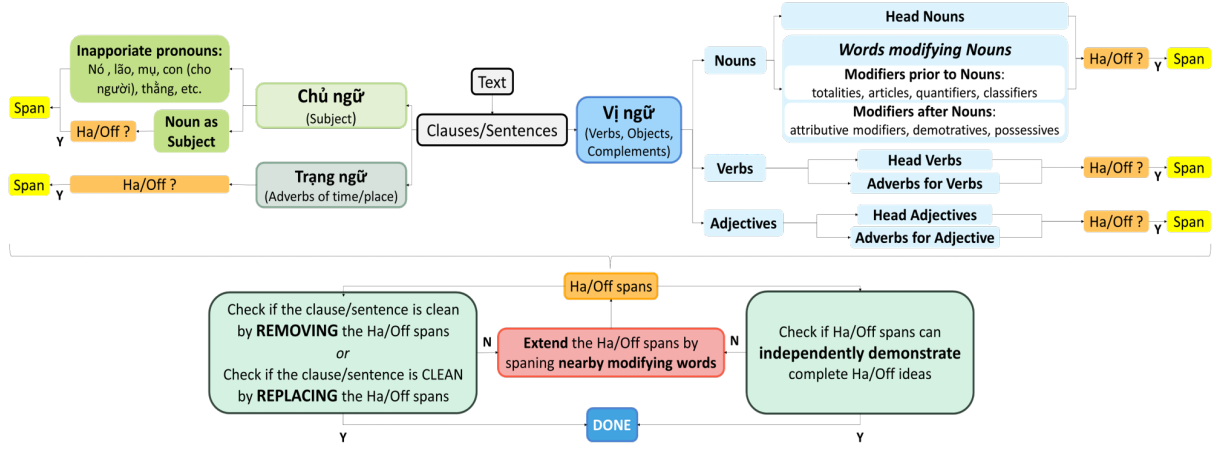 Text
Clauses/Sentences
Chủ ngữ
(Subject)
Inapporiate pronouns:
Nó , lão, mụ, con (cho
người), thằng, etc.
Noun as
Subject
Ha/Off ?
Y
Span
Trạng ngữ
(Adverbs of time/place)
Ha/Off ?
Y
Span
Vị ngữ
(Verbs, Objects,
Complements)
Nouns
Head Nouns
Words modifying Nouns
Modifiers prior to Nouns:
totalities, articles, quantifiers, classifiers
Modifiers after Nouns:
attributive modifiers, demotratives, possessives
Ha/Off ?
Y
Span
Verbs
Head Verbs
Adverbs for Verbs
Ha/Off ?
Y
Span
Adjectives
Head Adjectives
Adverbs for Adjective
Ha/Off ?
Y
Span
Ha/Off spans
Check if the clause/sentence is clean
by REMOVING the Ha/Off spans
or
Check if the clause/sentence is CLEAN
by REPLACING the Ha/Off spans
N
Extend the Ha/Off spans by
spaning nearby modifying words
N
Check if Ha/Off spans can
independently demonstrate
complete Ha/Off ideas
Y
DONE
Y